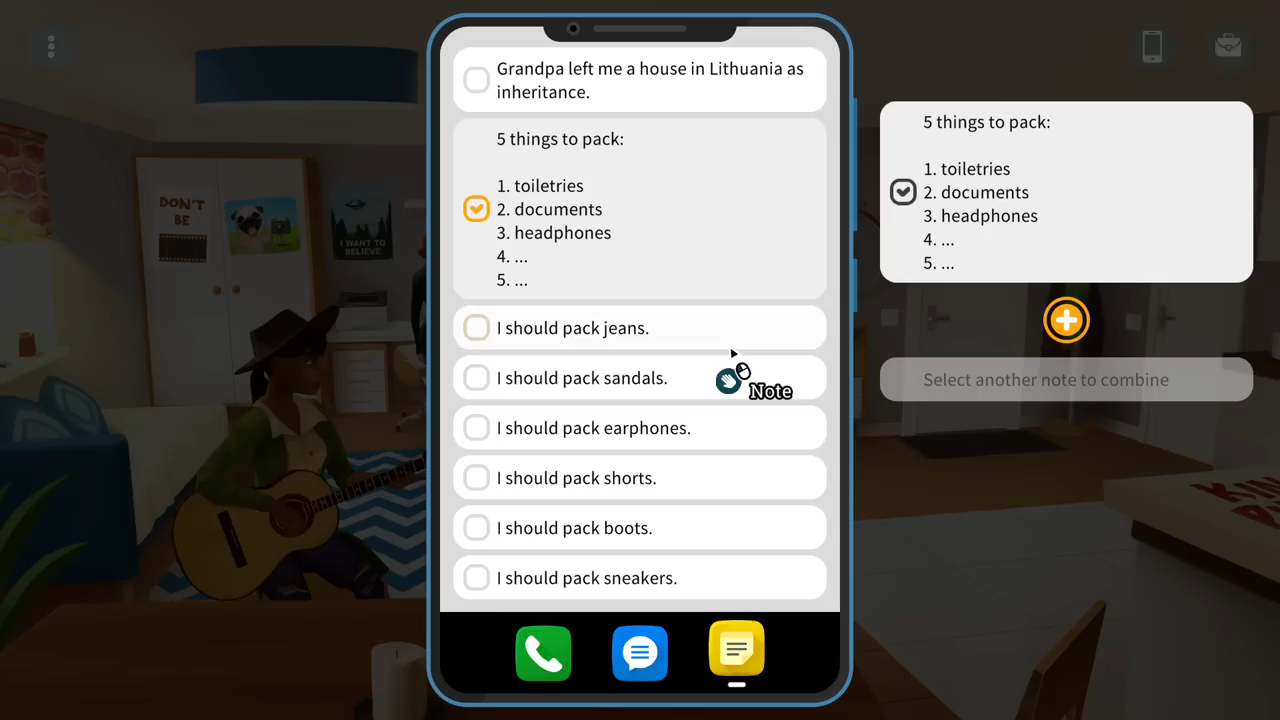 Grandpa left me a house in Lithuania as
inheritance.
5 things to pack:
1. toiletries
2. documents
3. headphones
4. ...
5. ...
I should pack jeans.
I should pack sandals.
Note
I should pack earphones.
I should pack shorts.
I should pack boots.
I should pack sneakers.
5 things to pack:
1. toiletries
2. documents
3. headphones
4. ...
5. ...
Select another note to combine
DON'T
BE
I WANT TO
BELIEVE